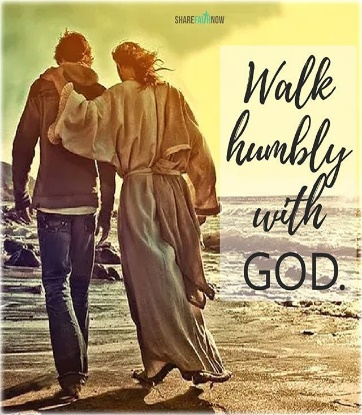 SHAREFAITHNOW
Walk
humbly
with
GOD.